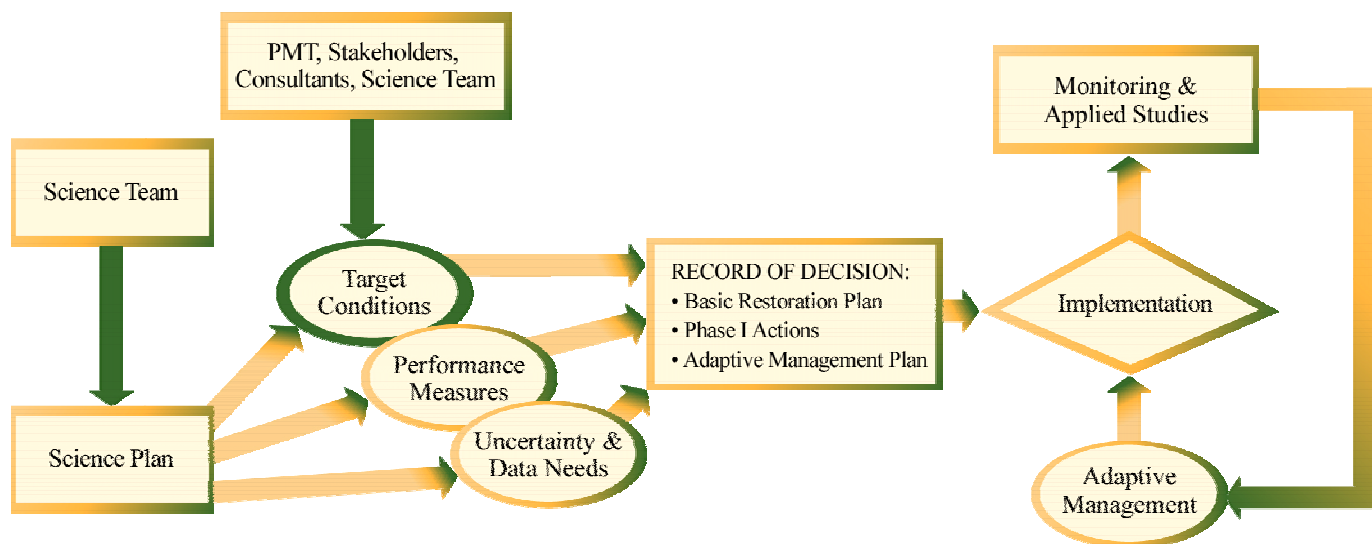 PMT, Stakeholders,
Consultants, Science Team
Monitoring &
Applied Studies
Science Team
Target
Conditions
RECORD OF DECISION:
• Basic Restoration Plan
• Phase I Actions
• Adaptive Management Plan
Implementation
Performance
Measures
Science Plan
Uncertainty &
Data Needs
Adaptive
Management